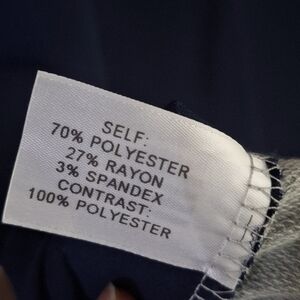 SELF:
70% POLYESTER
27% RAYON
3% SPANDEX
CONTRAST:
100% POLYESTER